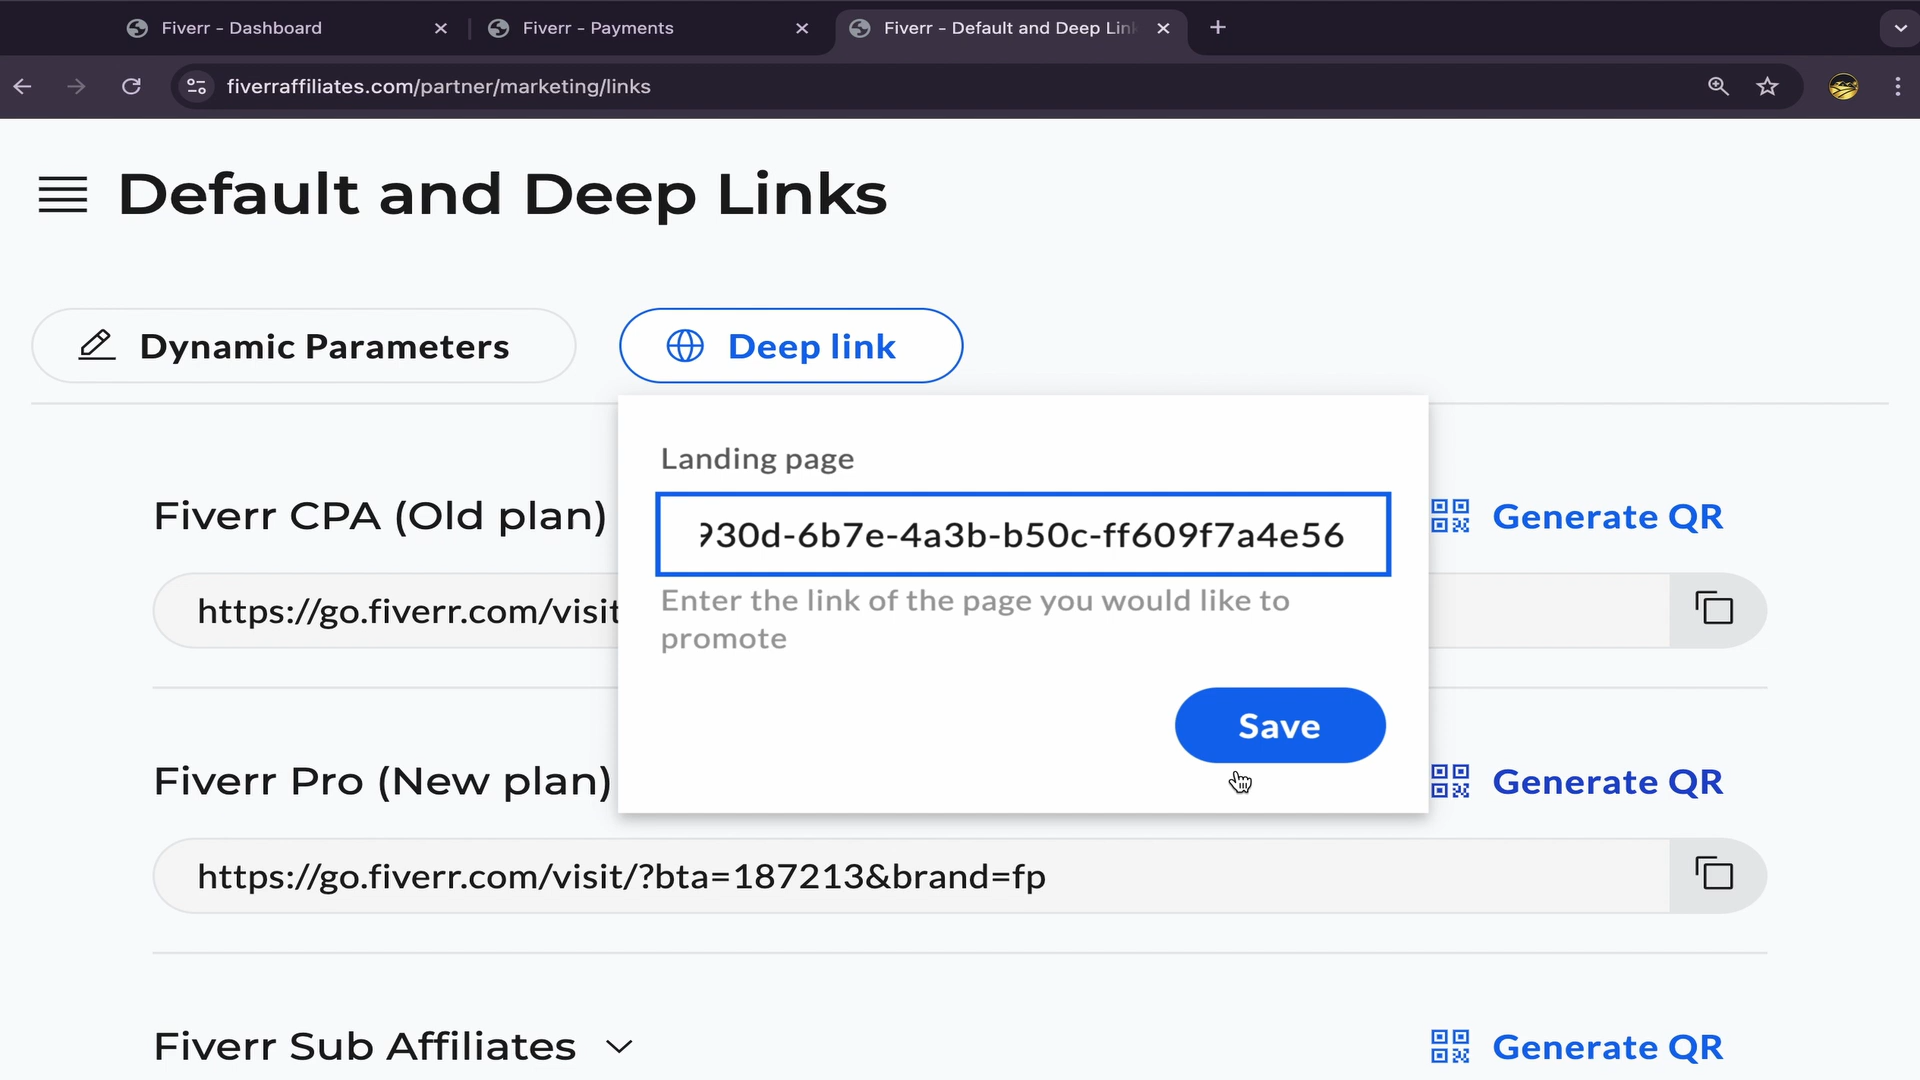 Fiverr - Dashboard
Fiverr - Payments
Fiverr - Default and Deep Link
fiverraffiliates.com/partner/marketing/links
Default and Deep Links
Dynamic Parameters
Deep link
Landing page
930d-6b7e-4a3b-b50c-ff609f7a4e56
Enter the link of the page you would like to
promote
Save
Fiverr CPA (Old plan)
Generate QR
https://go.fiverr.com/visit
Fiverr Pro (New plan)
Generate QR
https://go.fiverr.com/visit/?bta=187213&brand=fp
Fiverr Sub Affiliates
Generate QR